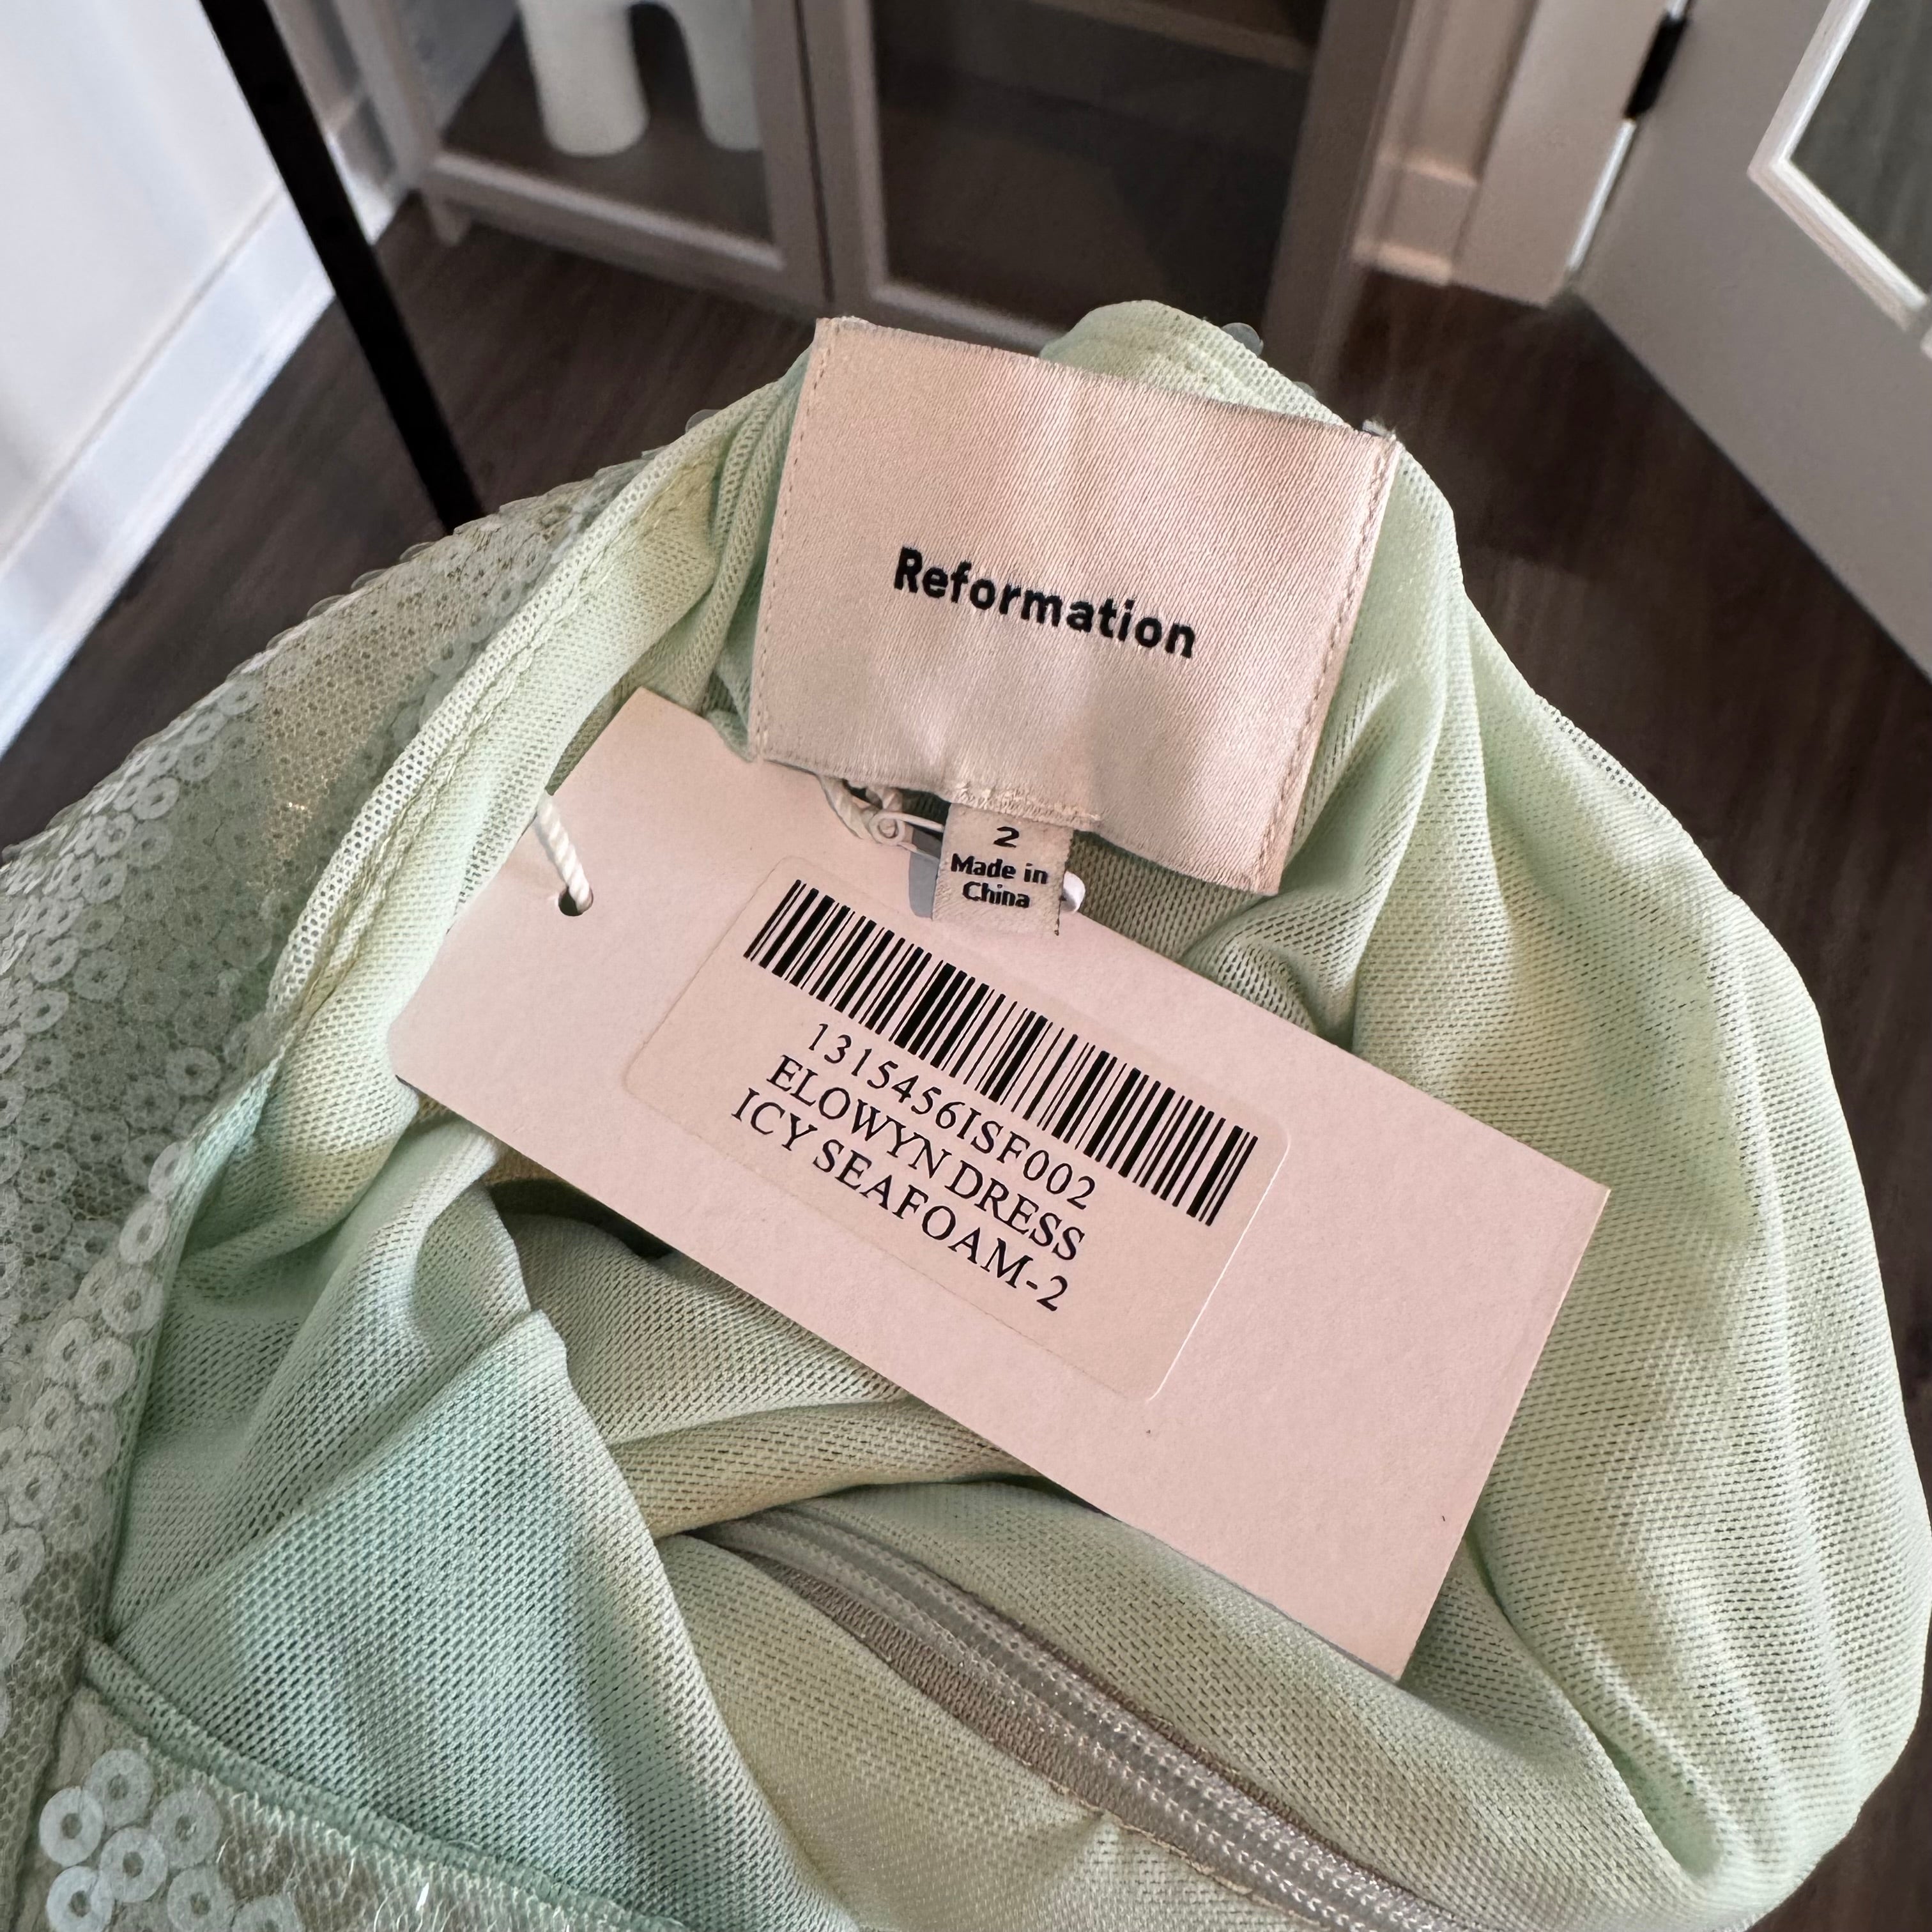 Reformation
2
Made in
China
1315456ISF002
ELOWYN DRESS
ICY SEAFOAM-2